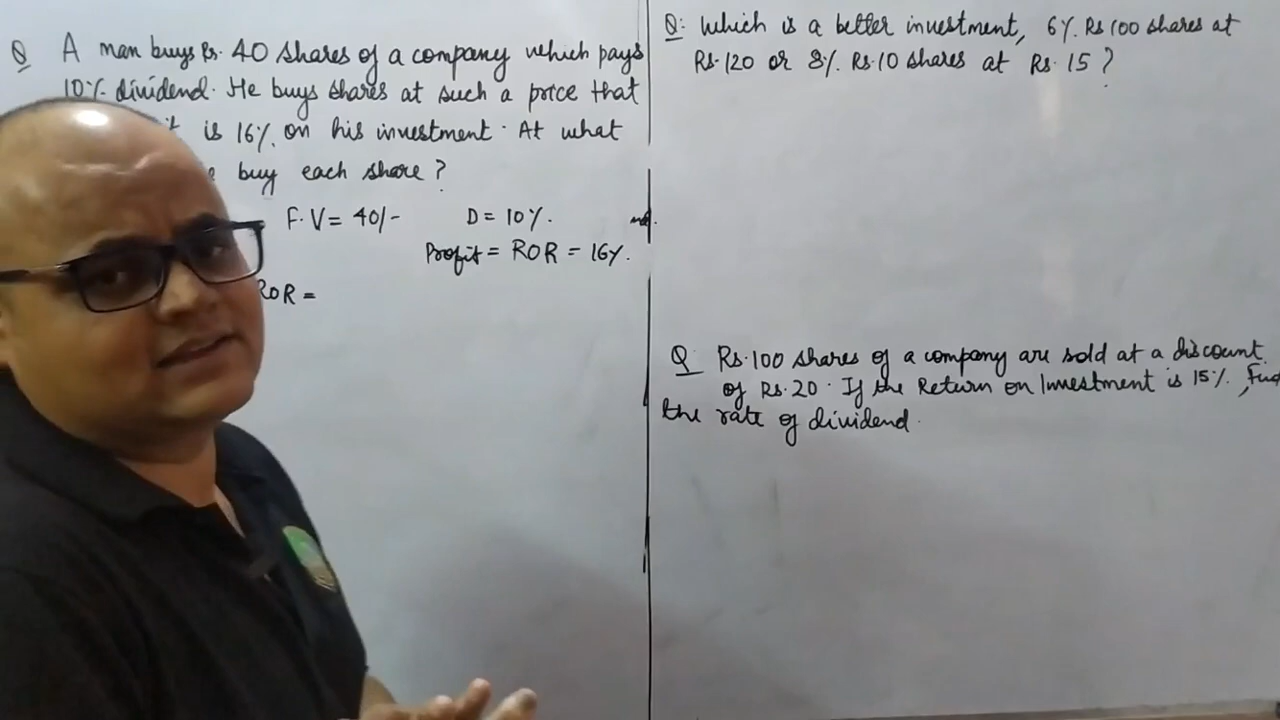 Q A man buys Rs. 40 shares of a company which pays
10% dividend. He buys shares at such a price that
is 16% on his investment. At what
buy each share?
F.V = 40/- D = 10%.
Profit = ROR = 16%.
ROR =
Q: Which is a better investment, 6% Rs 100 shares at
Rs. 120 or 8% Rs. 10 shares at Rs. 15?
Q Rs. 100 shares of a company are sold at a discount
of Rs. 20. If the Return on Investment is 15%, Find
the rate of dividend.